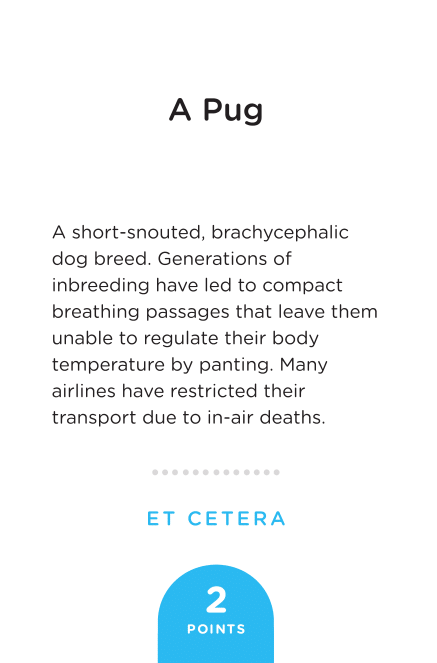 A Pug
A short-snouted, brachycephalic
dog breed. Generations of
inbreeding have led to compact
breathing passages that leave them
unable to regulate their body
temperature by panting. Many
airlines have restricted their
transport due to in-air deaths.
ET CETERA
2
POINTS